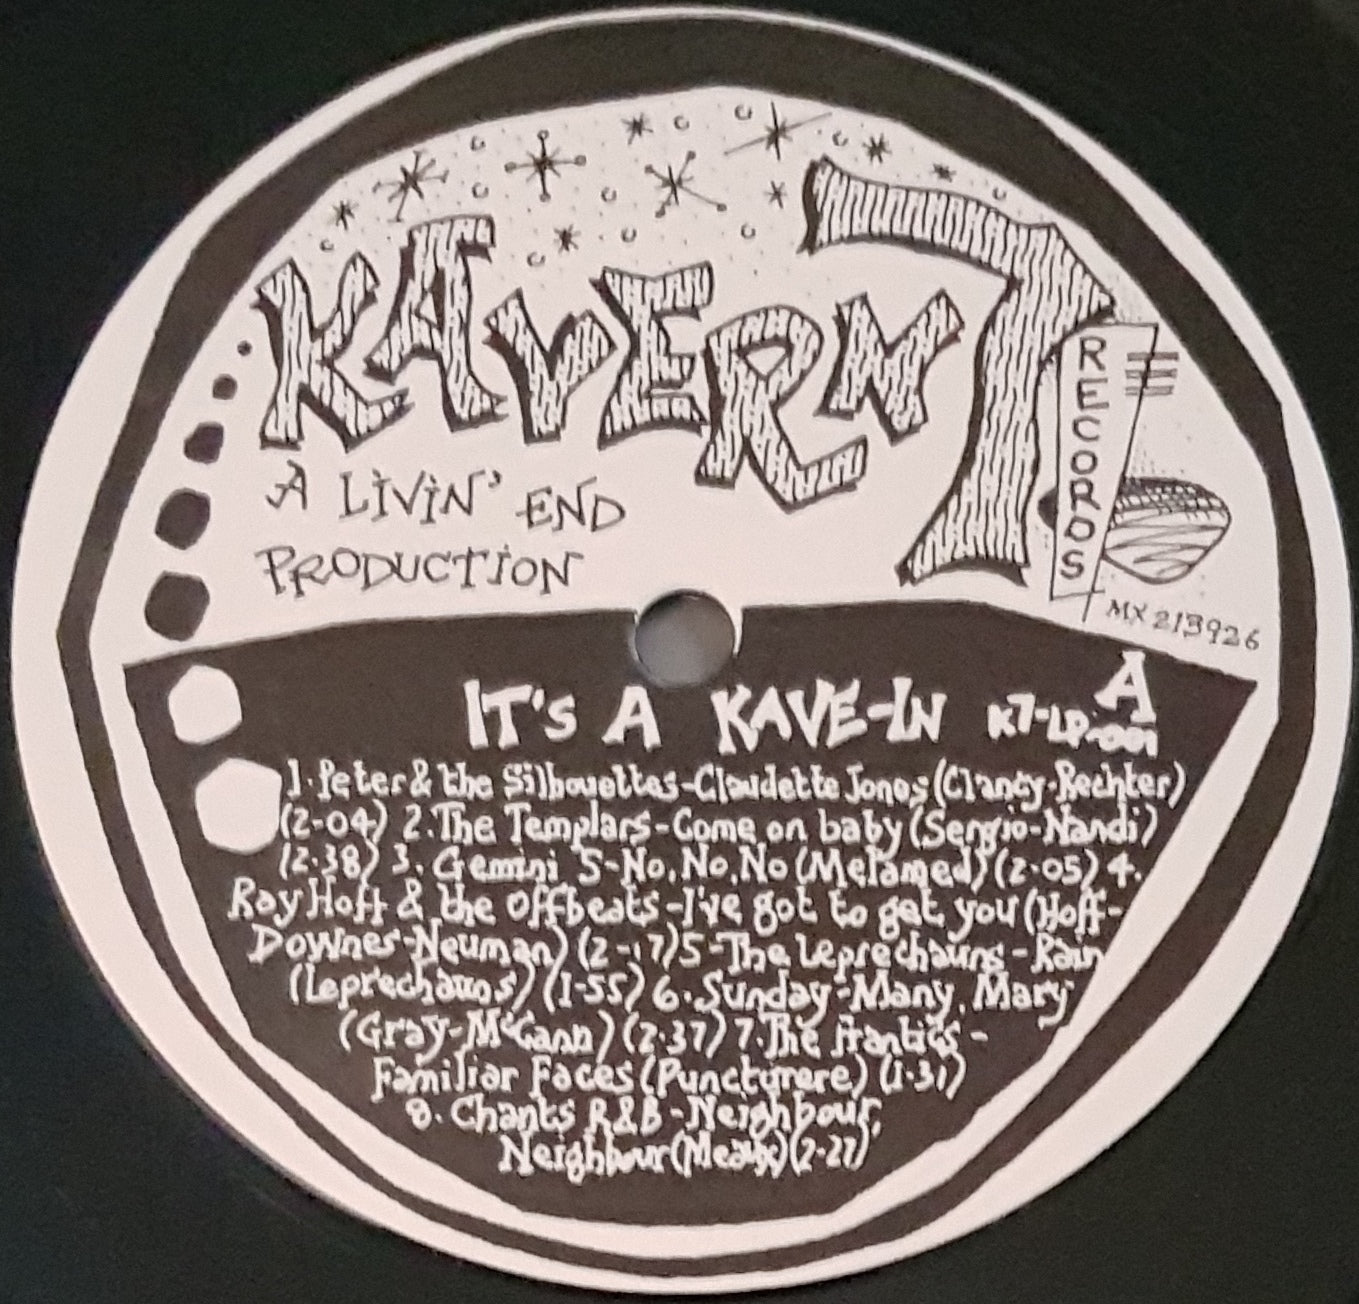 KAVERN 7
RECORDS
A LIVIN' END
PRODUCTION
MX 213926
A
IT'S A KAVE-IN K7-LP-001
1. Peter & the Silhouettes-Claudette Jones (Clancy-Rechter)
(2-04) 2. The Templars-Come on baby (Sergio-Nandi)
(2.38) 3. Gemini 5-No, No, No (Melamed) (2.05) 4.
Ray Hoff & the Offbeats-I've got to get you (Hoff-
Downes-Neuman) (2-17) 5-The Leprechauns-Rain
(Leprechauns) (1-55) 6. Sunday-Many, Mary
(Gray-McCann) (2.37) 7. The Frantics-
Familiar Faces (Puncturere) (1.31)
8. Chants R&B-Neighbour,
Neighbour (Meaux) (2-27)